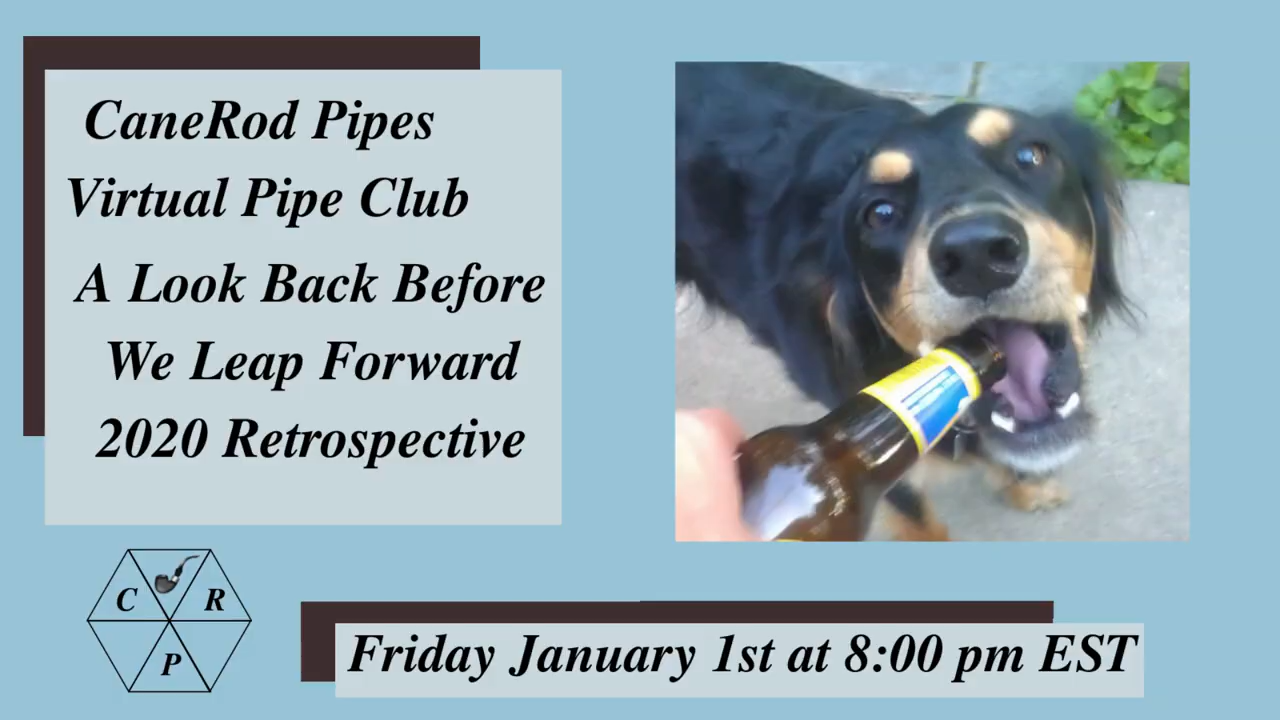 CaneRod Pipes
Virtual Pipe Club
A Look Back Before
We Leap Forward
2020 Retrospective
C R
P
Friday January 1st at 8:00 pm EST